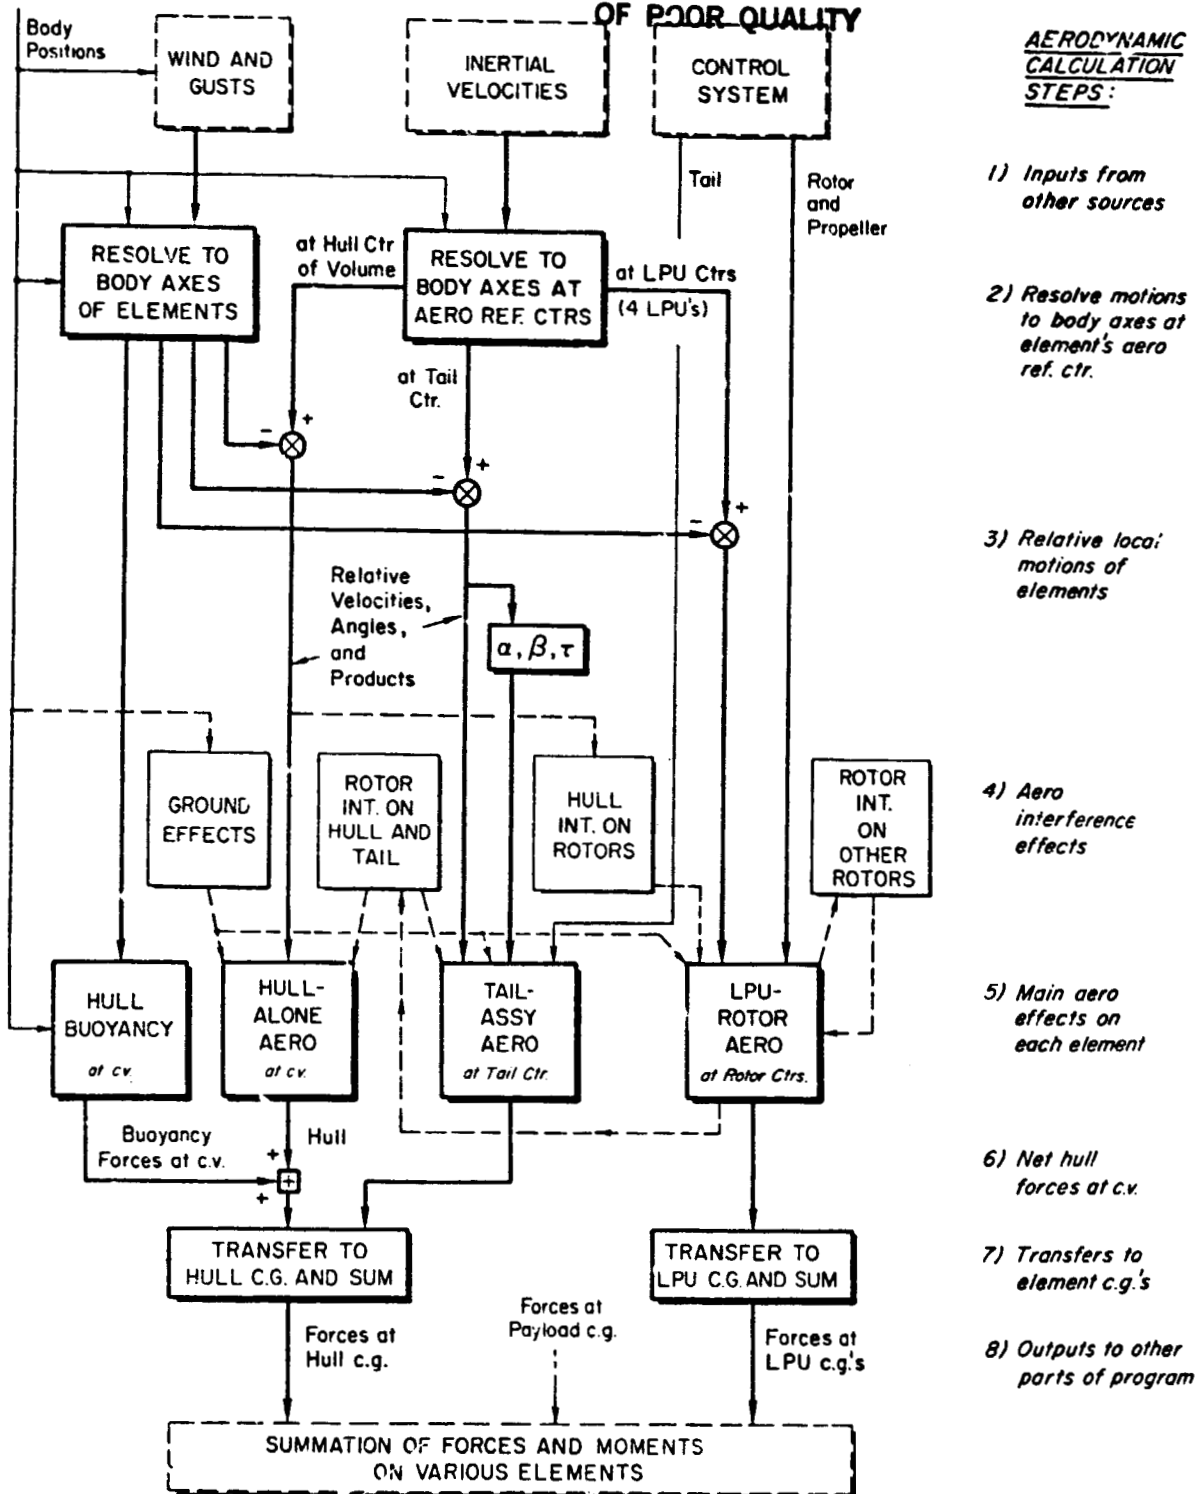 OF POOR QUALITY
Body
Positions
WIND AND
GUSTS
INERTIAL
VELOCITIES
CONTROL
SYSTEM
AERODYNAMIC
CALCULATION
STEPS:
Tail
Rotor
and
Propeller
1) Inputs from
other sources
RESOLVE TO
BODY AXES
OF ELEMENTS
at Hull Ctr
of Volume
RESOLVE TO
BODY AXES AT
AERO REF. CTRS
at LPU Ctrs
(4 LPU's)
2) Resolve motions
to body axes at
element's aero
ref. ctr.
at Tail
Ctr.
- +
- +
- +
3) Relative local
motions of
elements
Relative
Velocities,
Angles,
and
Products
α, β, τ
GROUND
EFFECTS
ROTOR
INT. ON
HULL AND
TAIL
HULL
INT. ON
ROTORS
ROTOR
INT.
ON
OTHER
ROTORS
4) Aero
interference
effects
HULL
BUOYANCY
at cv.
HULL-
ALONE
AERO
at cv.
TAIL-
ASSY
AERO
at Tail Ctr.
LPU-
ROTOR
AERO
at Rotor Ctrs.
5) Main aero
effects on
each element
Buoyancy
Forces at c.v.
Hull
+
+
+
6) Net hull
forces at c.v.
TRANSFER TO
HULL C.G. AND SUM
TRANSFER TO
LPU C.G. AND SUM
7) Transfers to
element c.g.'s
Forces at
Hull c.g.
Forces at
Payload c.g.
Forces at
LPU c.g.'s
8) Outputs to other
parts of program
SUMMATION OF FORCES AND MOMENTS
ON VARIOUS ELEMENTS